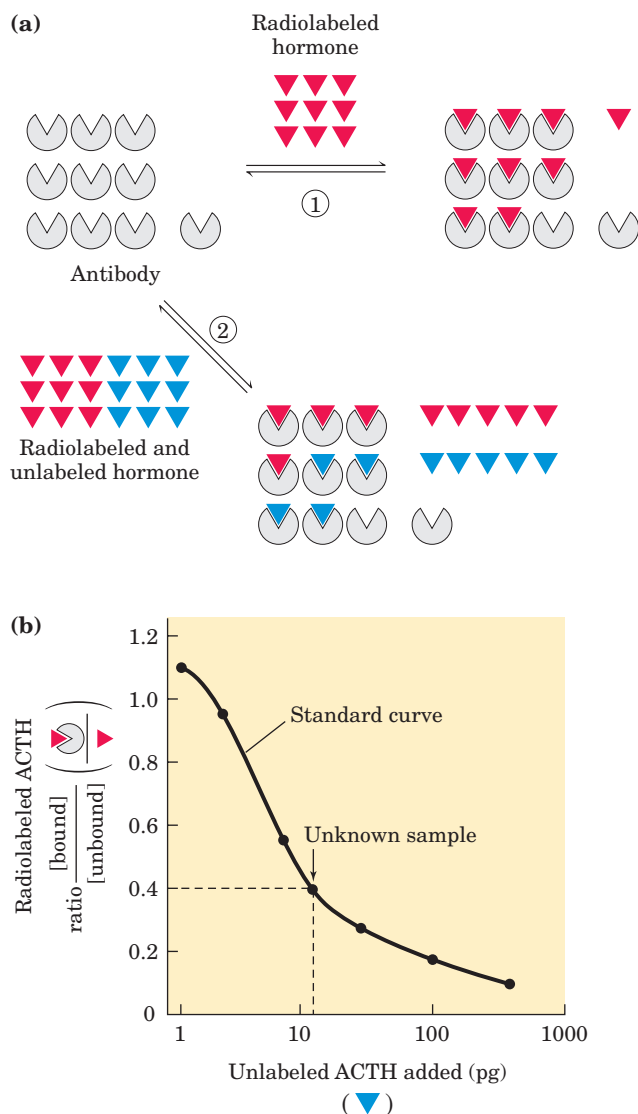 (a)
Radiolabeled
hormone
1
Antibody
2
Radiolabeled and
unlabeled hormone
(b)
Radiolabeled ACTH
ratio
[bound]
[unbound]
( )
1.2
1.0
0.8
0.6
0.4
0.2
0
Standard curve
Unknown sample
1
10
100
1000
Unlabeled ACTH added (pg)
( )